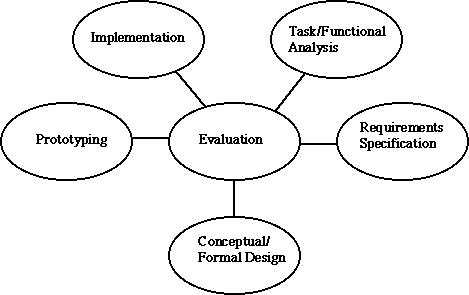 Implementation
Task/Functional
Analysis
Prototyping
Evaluation
Requirements
Specification
Conceptual/
Formal Design